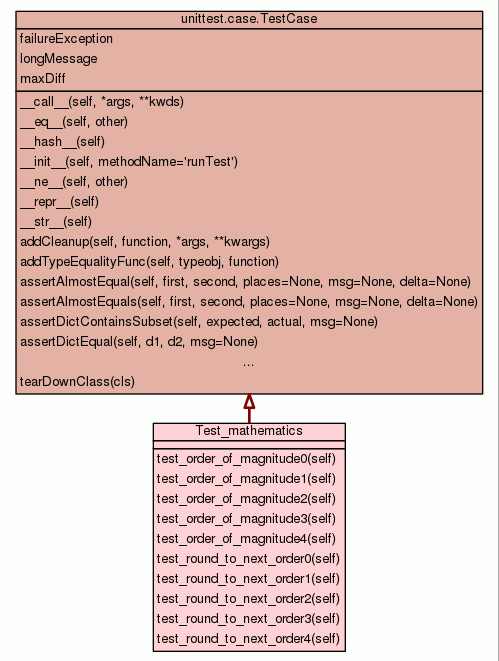 unittest.case.TestCase
failureException
longMessage
maxDiff
__call__(self, *args, **kwds)
__eq__(self, other)
__hash__(self)
__init__(self, methodName='runTest')
__ne__(self, other)
__repr__(self)
__str__(self)
addCleanup(self, function, *args, **kwargs)
addTypeEqualityFunc(self, typeobj, function)
assertAlmostEqual(self, first, second, places=None, msg=None, delta=None)
assertAlmostEquals(self, first, second, places=None, msg=None, delta=None)
assertDictContainsSubset(self, expected, actual, msg=None)
assertDictEqual(self, d1, d2, msg=None)
...
tearDownClass(cls)
Test_mathematics
test_order_of_magnitude0(self)
test_order_of_magnitude1(self)
test_order_of_magnitude2(self)
test_order_of_magnitude3(self)
test_order_of_magnitude4(self)
test_round_to_next_order0(self)
test_round_to_next_order1(self)
test_round_to_next_order2(self)
test_round_to_next_order3(self)
test_round_to_next_order4(self)